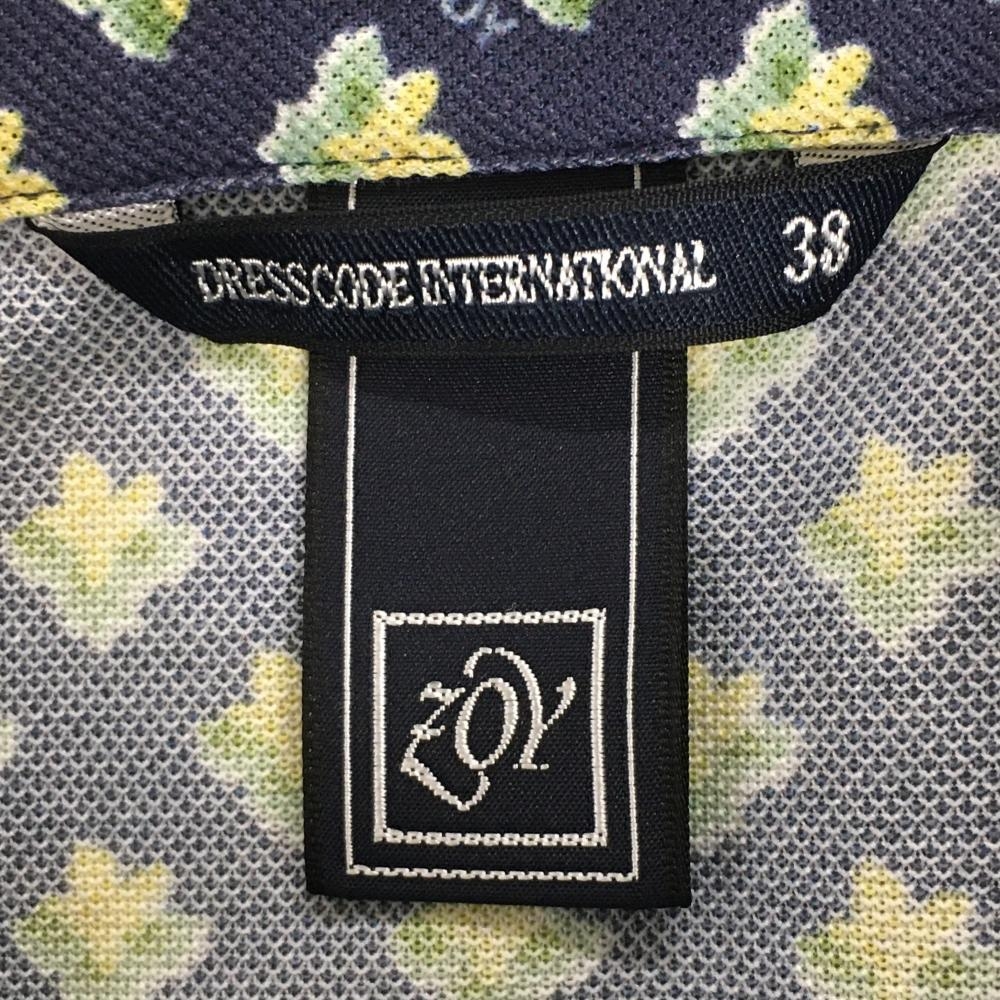 DRESS CODE INTERNATIONAL 38
ZOY